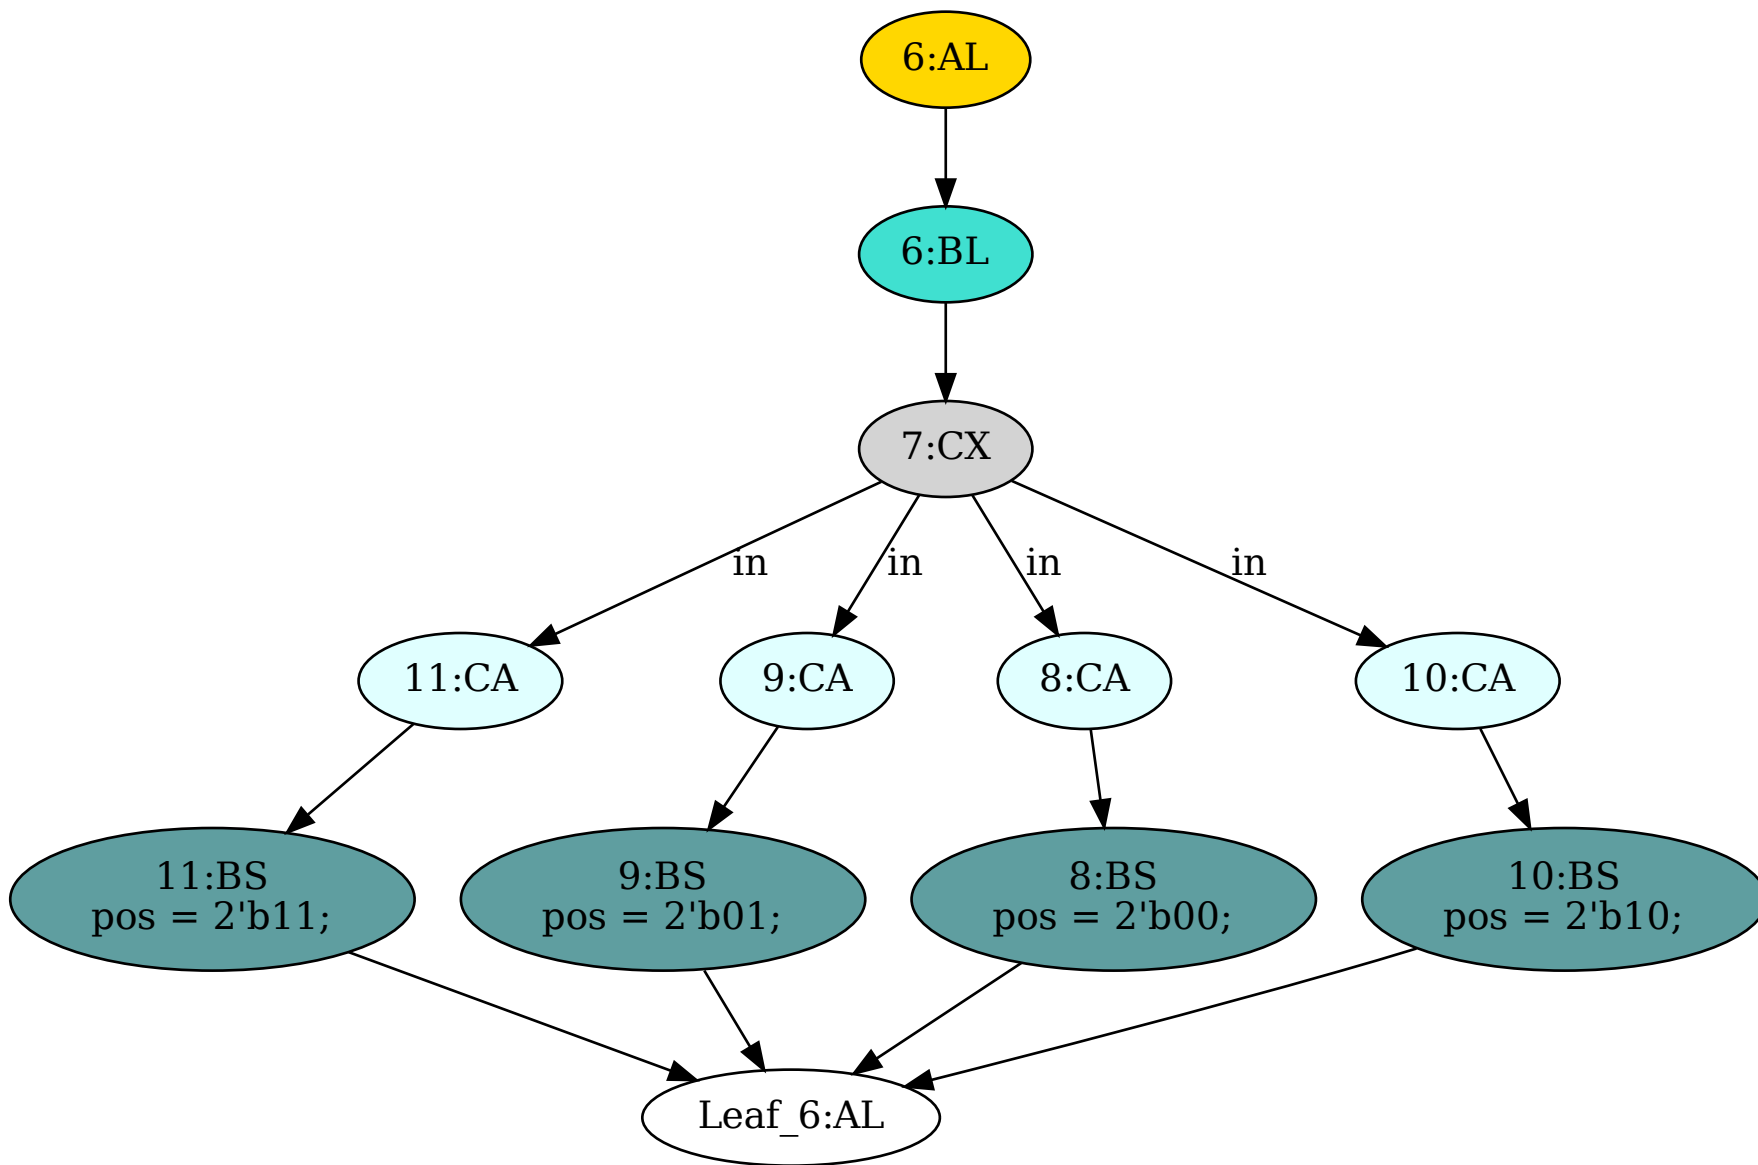 6:AL
6:BL
7:CX
in
in
in
in
11:CA
9:CA
8:CA
10:CA
11:BS
pos = 2'b11;
9:BS
pos = 2'b01;
8:BS
pos = 2'b00;
10:BS
pos = 2'b10;
Leaf_6:AL